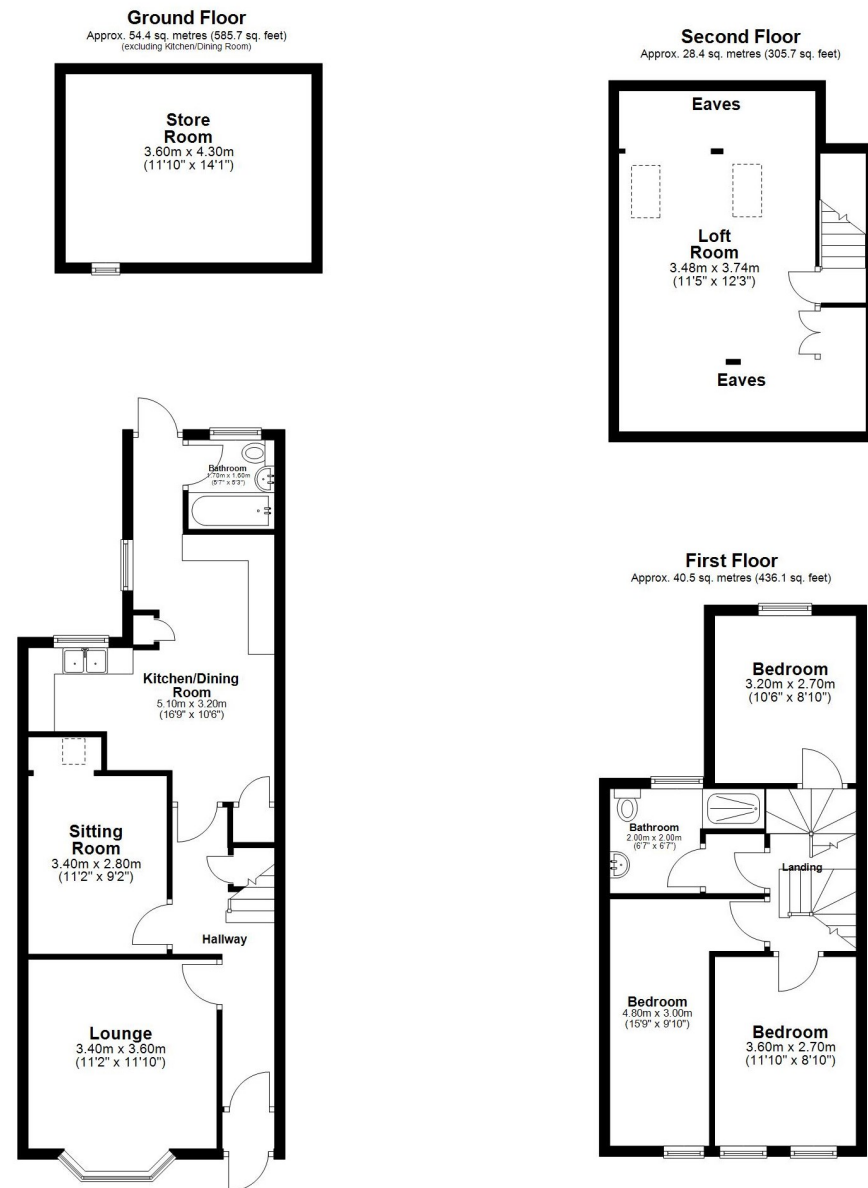 Ground Floor
Approx. 54.4 sq. metres (585.7 sq. feet)
(excluding Kitchen/Dining Room)
Store
Room
3.60m x 4.30m
(11'10" x 14'1")
Bathroom
1.70m x 1.60m
(5'7" x 5'3")
Kitchen/Dining
Room
5.10m x 3.20m
(16'9" x 10'6")
Sitting
Room
3.40m x 2.80m
(11'2" x 9'2")
Hallway
Lounge
3.40m x 3.60m
(11'2" x 11'10")
Second Floor
Approx. 28.4 sq. metres (305.7 sq. feet)
Eaves
Loft
Room
3.48m x 3.74m
(11'5" x 12'3")
Eaves
First Floor
Approx. 40.5 sq. metres (436.1 sq. feet)
Bedroom
3.20m x 2.70m
(10'6" x 8'10")
Bathroom
2.00m x 2.00m
(6'7" x 6'7")
Landing
Bedroom
4.80m x 3.00m
(15'9" x 9'10")
Bedroom
3.60m x 2.70m
(11'10" x 8'10")